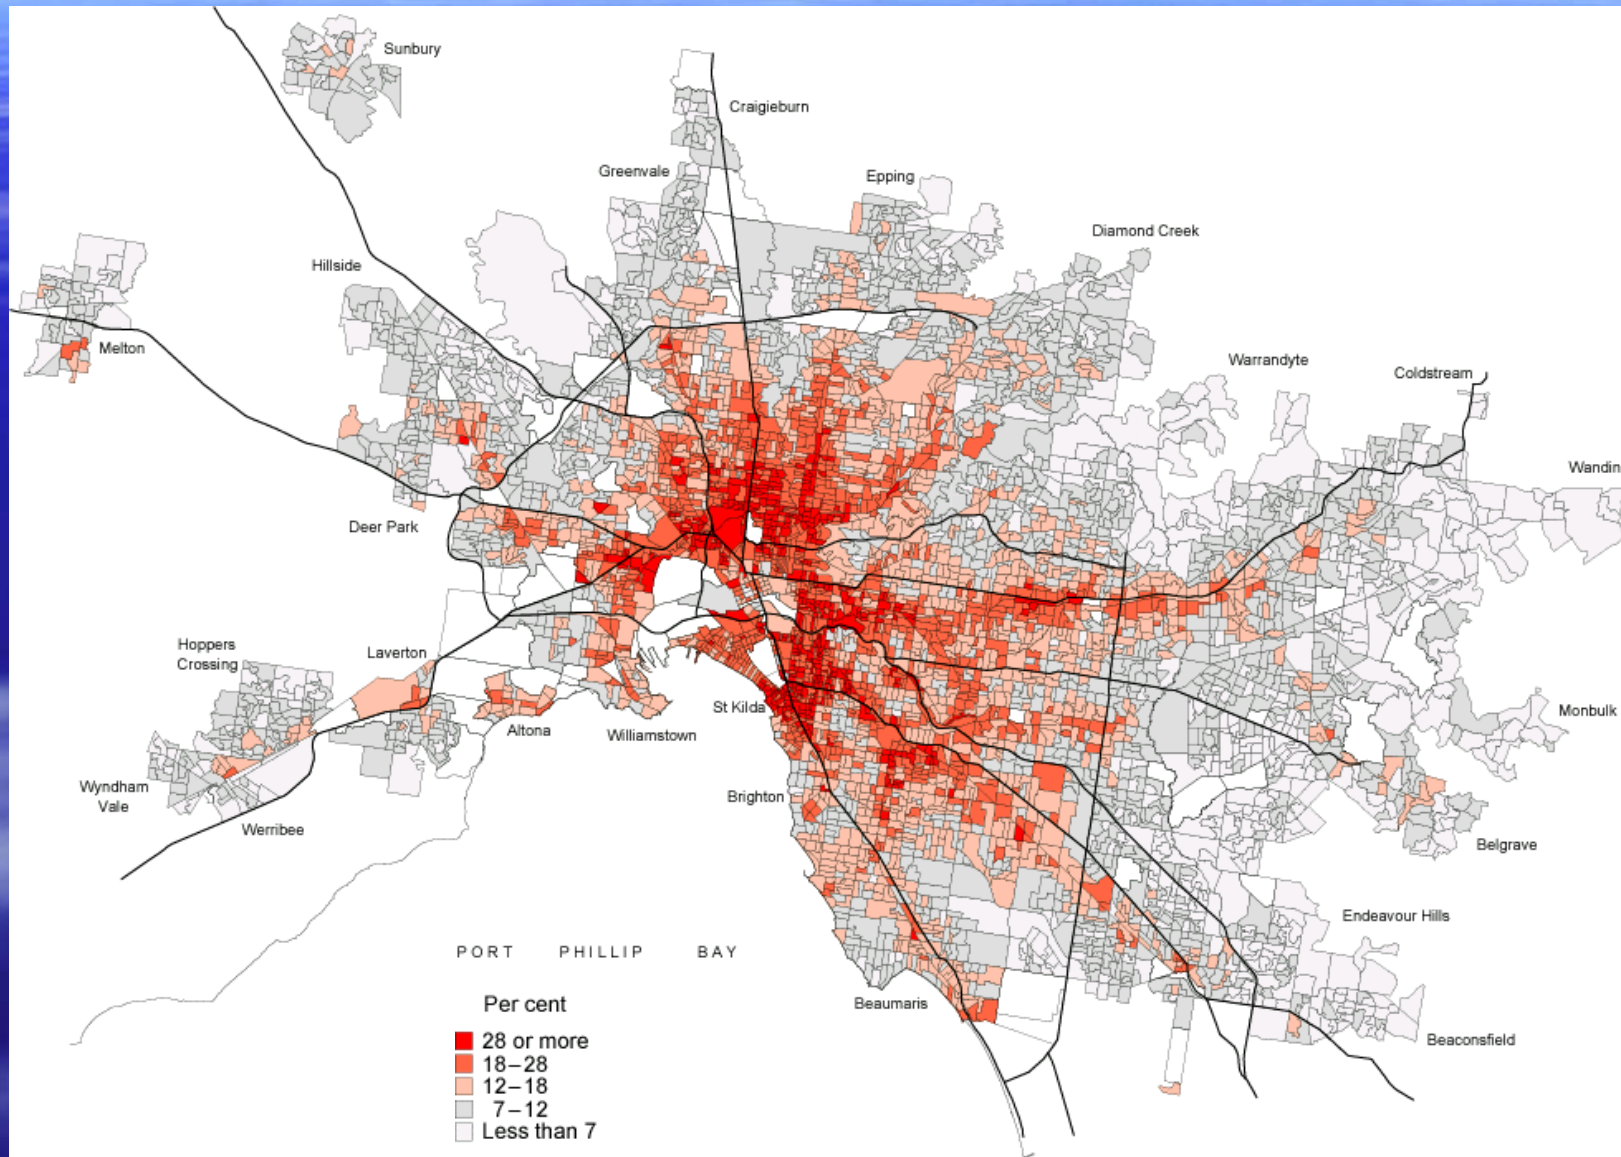 Sunbury
Craigieburn
Greenvale
Epping
Diamond Creek
Hillside
Melton
Warrandyte
Coldstream
Wandin
Deer Park
Hoppers
Crossing
Laverton
St Kilda
Altona
Williamstown
Monbulk
Wyndham
Vale
Brighton
Werribee
Belgrave
Endeavour Hills
PORT PHILLIP BAY
Beaumaris
Beaconsfield
Per cent
28 or more
18–28
12–18
7–12
Less than 7